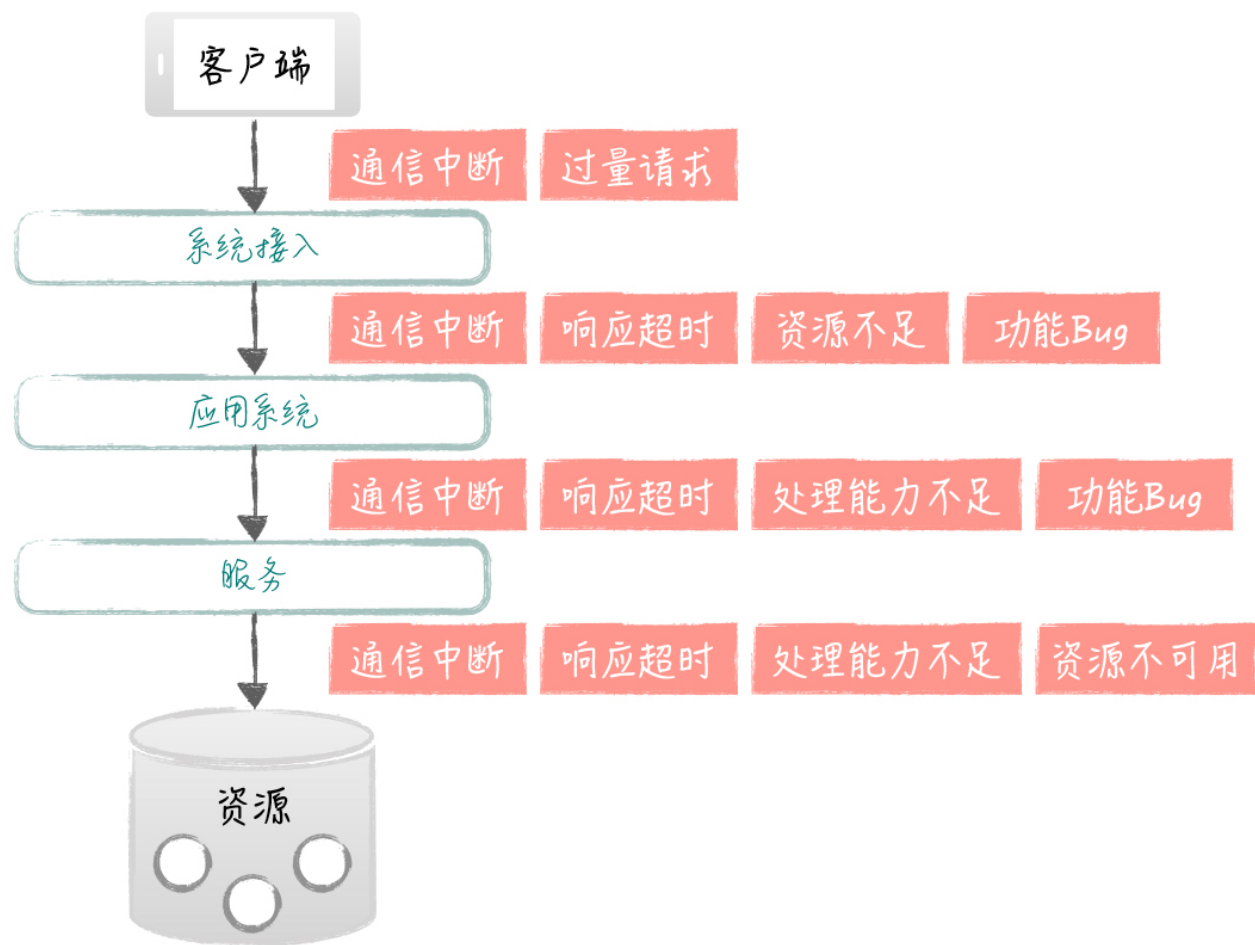 客户端
通信中断 过量请求
系统接入
通信中断 响应超时 资源不足 功能Bug
应用系统
通信中断 响应超时 处理能力不足 功能Bug
服务
通信中断 响应超时 处理能力不足 资源不可用
资源